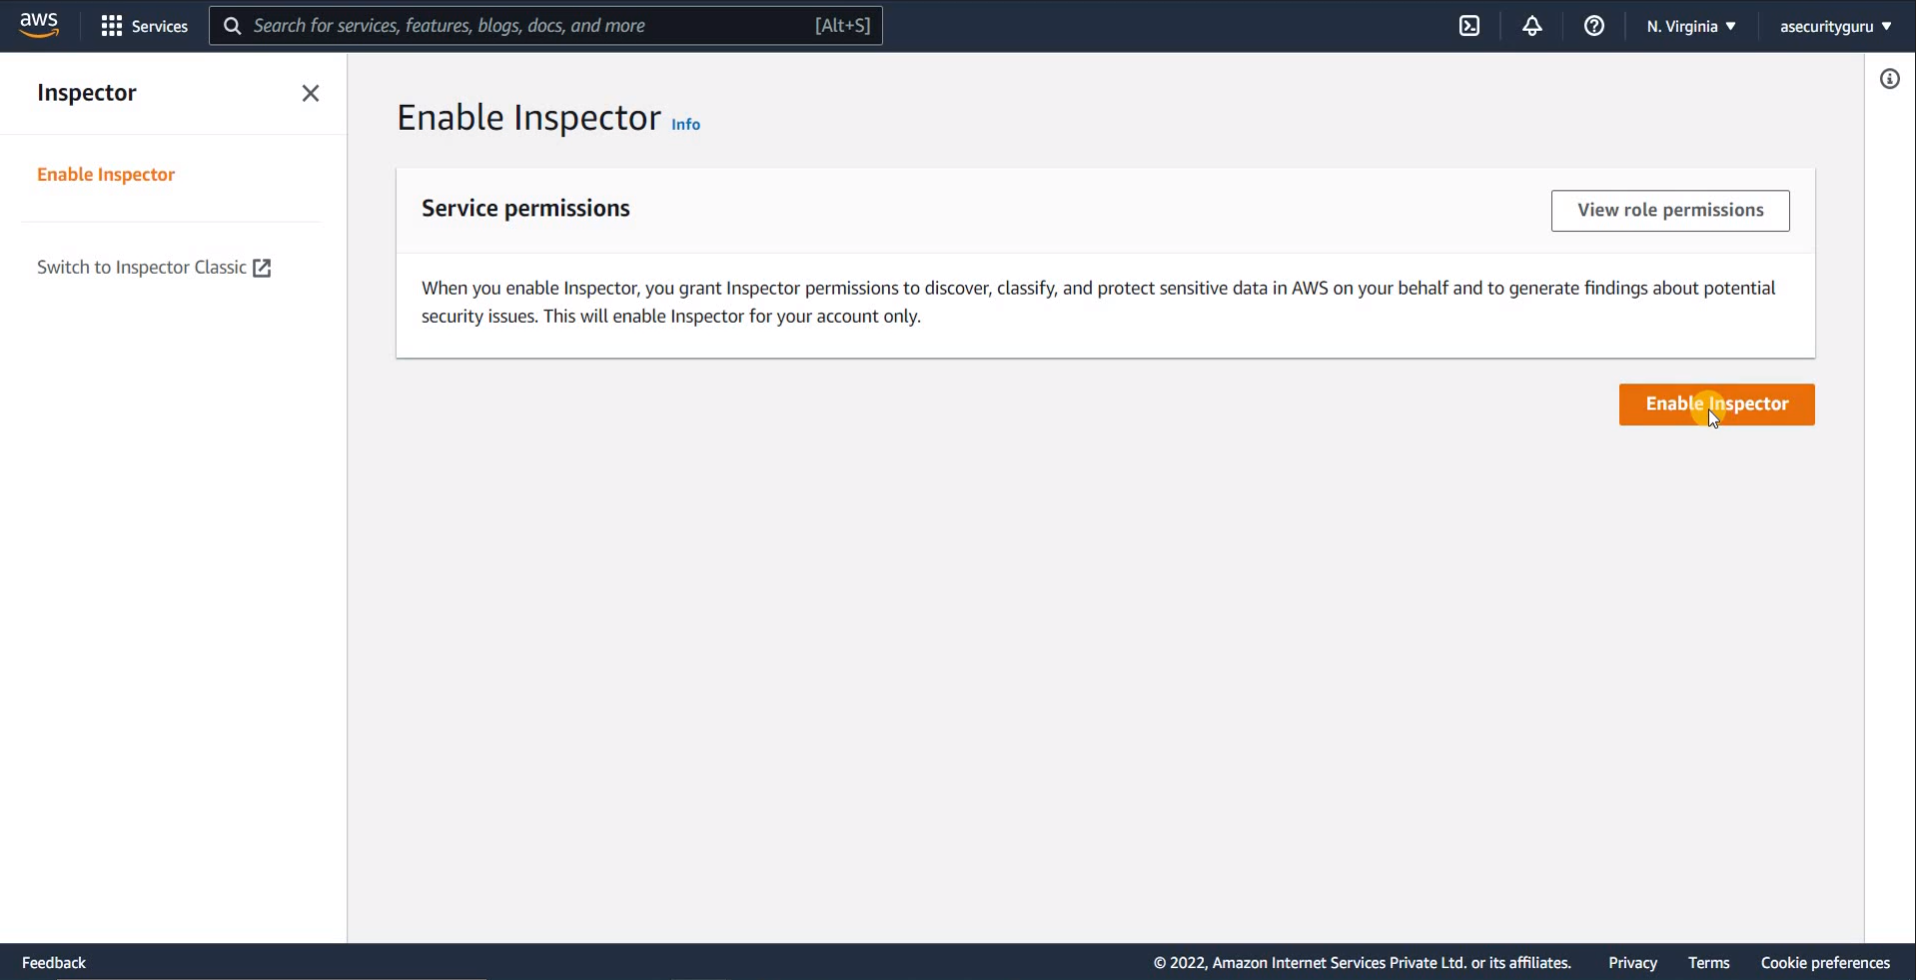 aws
Services
Search for services, features, blogs, docs, and more
[Alt+S]
N. Virginia
asecurityguru
Inspector
Enable Inspector
Switch to Inspector Classic
Enable Inspector Info
Service permissions
View role permissions
When you enable Inspector, you grant Inspector permissions to discover, classify, and protect sensitive data in AWS on your behalf and to generate findings about potential
security issues. This will enable Inspector for your account only.
Enable Inspector
Feedback
© 2022, Amazon Internet Services Private Ltd. or its affiliates.
Privacy
Terms
Cookie preferences